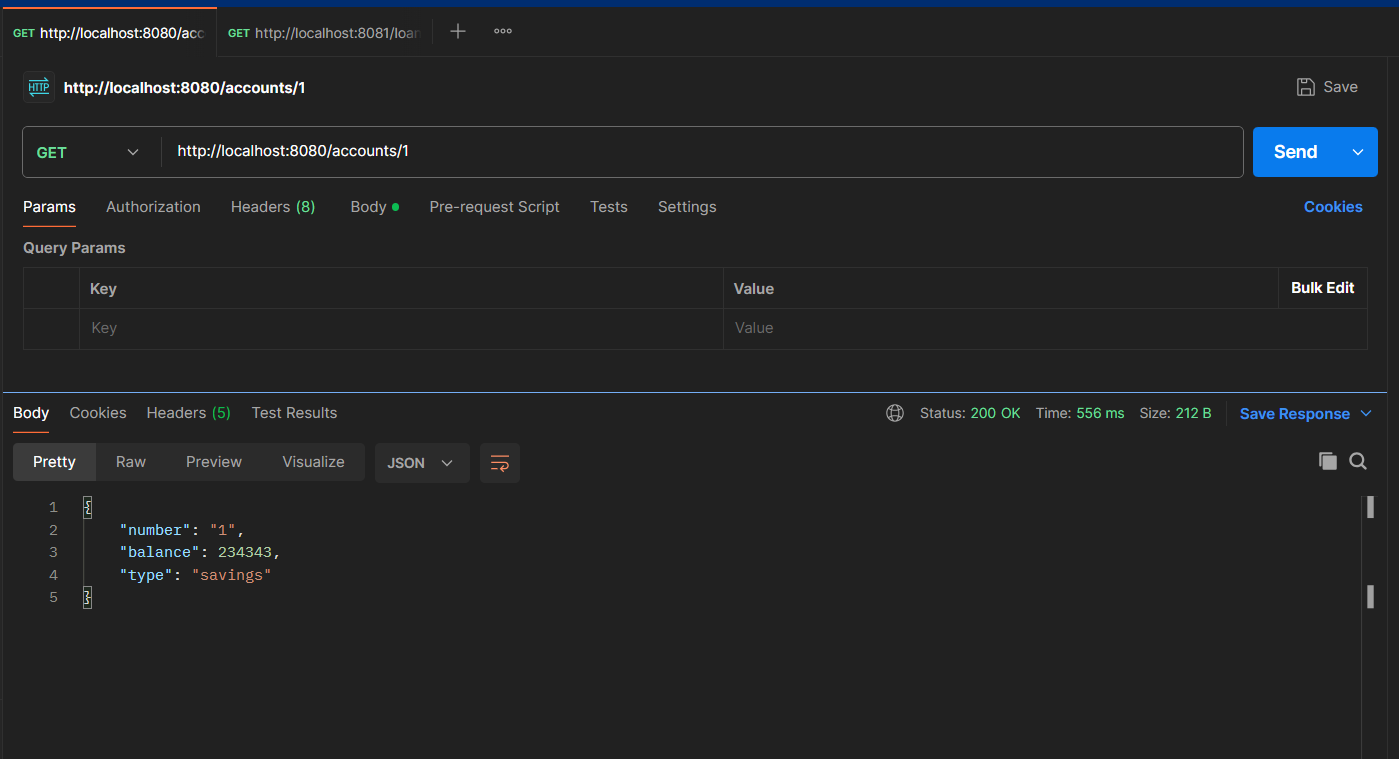 GET http://localhost:8080/acc GET http://localhost:8081/loan
HTTP http://localhost:8080/accounts/1 Save
GET http://localhost:8080/accounts/1 Send
Params Authorization Headers (8) Body Pre-request Script Tests Settings Cookies
Query Params
Key Value Bulk Edit
Key Value
Body Cookies Headers (5) Test Results Status: 200 OK Time: 556 ms Size: 212 B Save Response
Pretty Raw Preview Visualize JSON
1 {
2 "number": "1",
3 "balance": 234343,
4 "type": "savings"
5 }